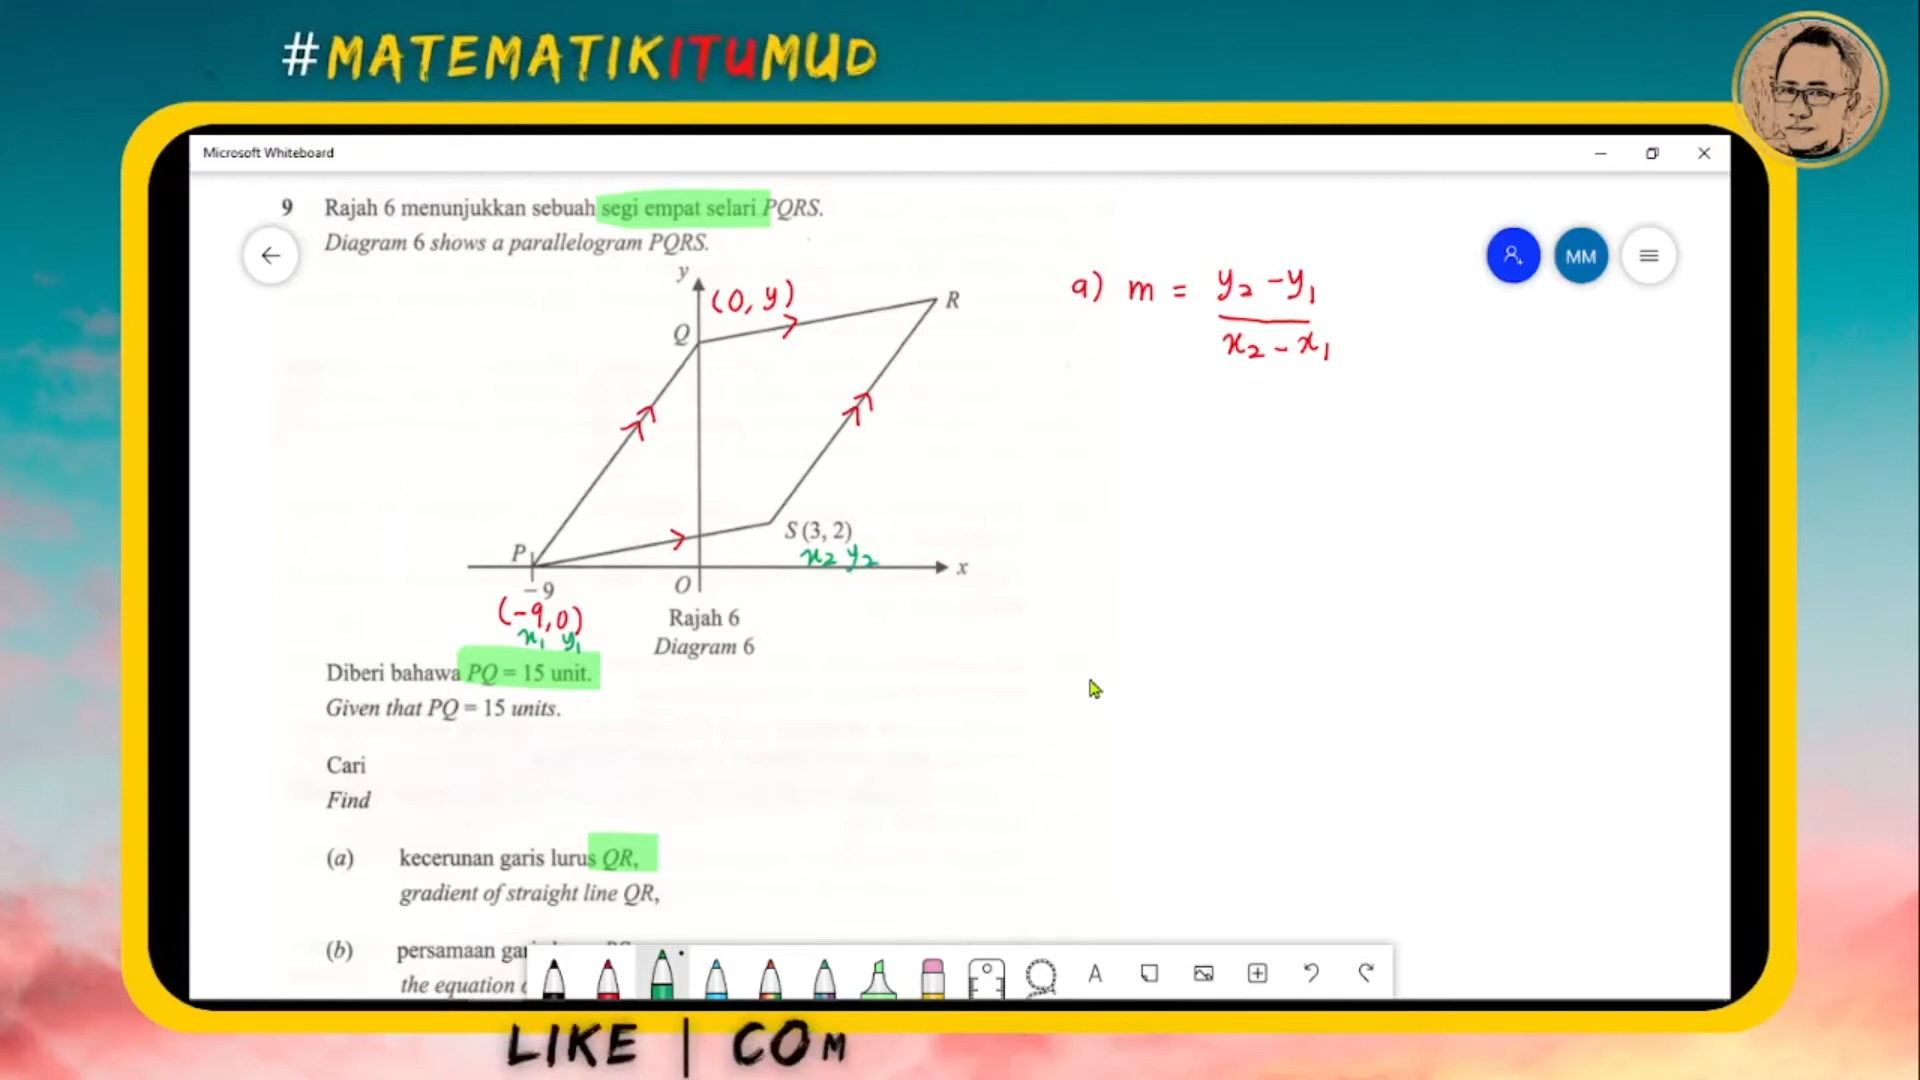 #MATEMATIKITUMUD
Microsoft Whiteboard
9 Rajah 6 menunjukkan sebuah segi empat selari PQRS.
Diagram 6 shows a parallelogram PQRS.
y
(0, y)
R
Q
S (3, 2)
x₂ y₂
P
x
-9
O
(-9,0)
x₁ y₁
Rajah 6
Diagram 6
a) m = y₂ - y₁
x₂ - x₁
MM
Diberi bahawa PQ = 15 unit.
Given that PQ = 15 units.
Cari
Find
(a) kecerunan garis lurus QR,
gradient of straight line QR,
(b) persamaan gar
the equation
A
LIKE | COM